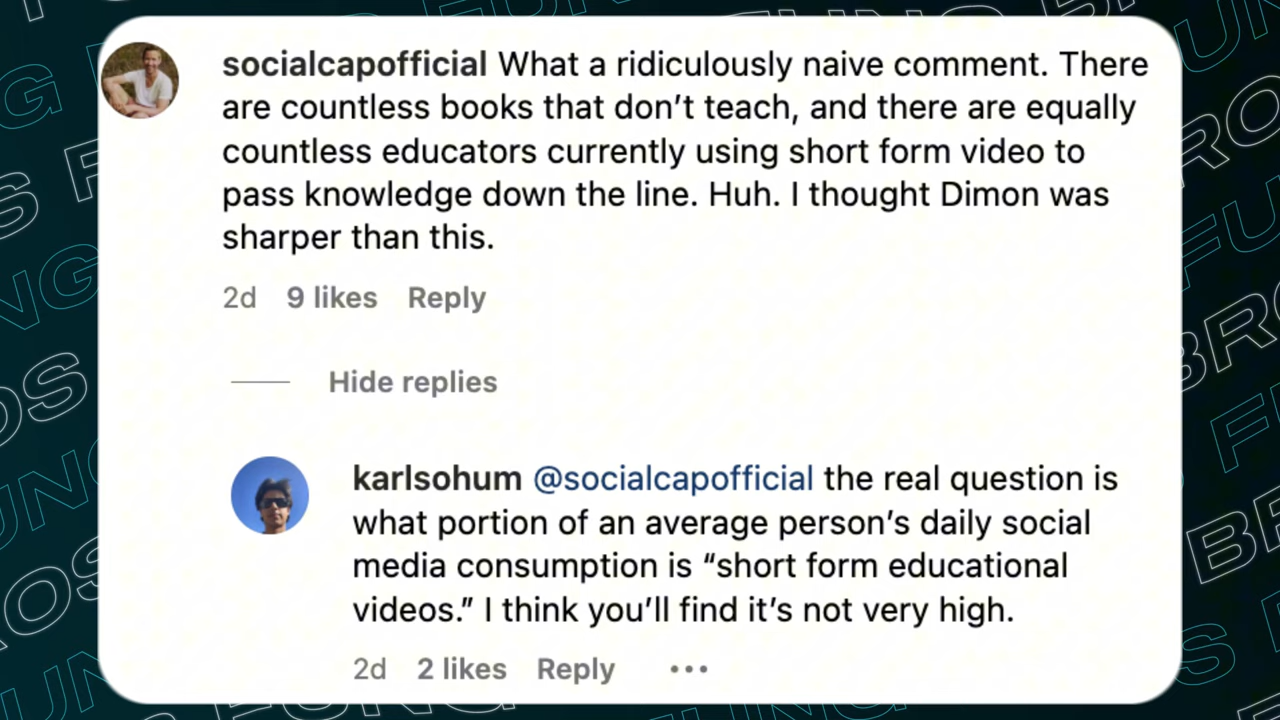 socialcapofficial What a ridiculously naive comment. There
are countless books that don’t teach, and there are equally
countless educators currently using short form video to
pass knowledge down the line. Huh. I thought Dimon was
sharper than this.
2d 9 likes Reply
Hide replies
karlsohum @socialcapofficial the real question is
what portion of an average person’s daily social
media consumption is “short form educational
videos.” I think you’ll find it’s not very high.
2d 2 likes Reply •••